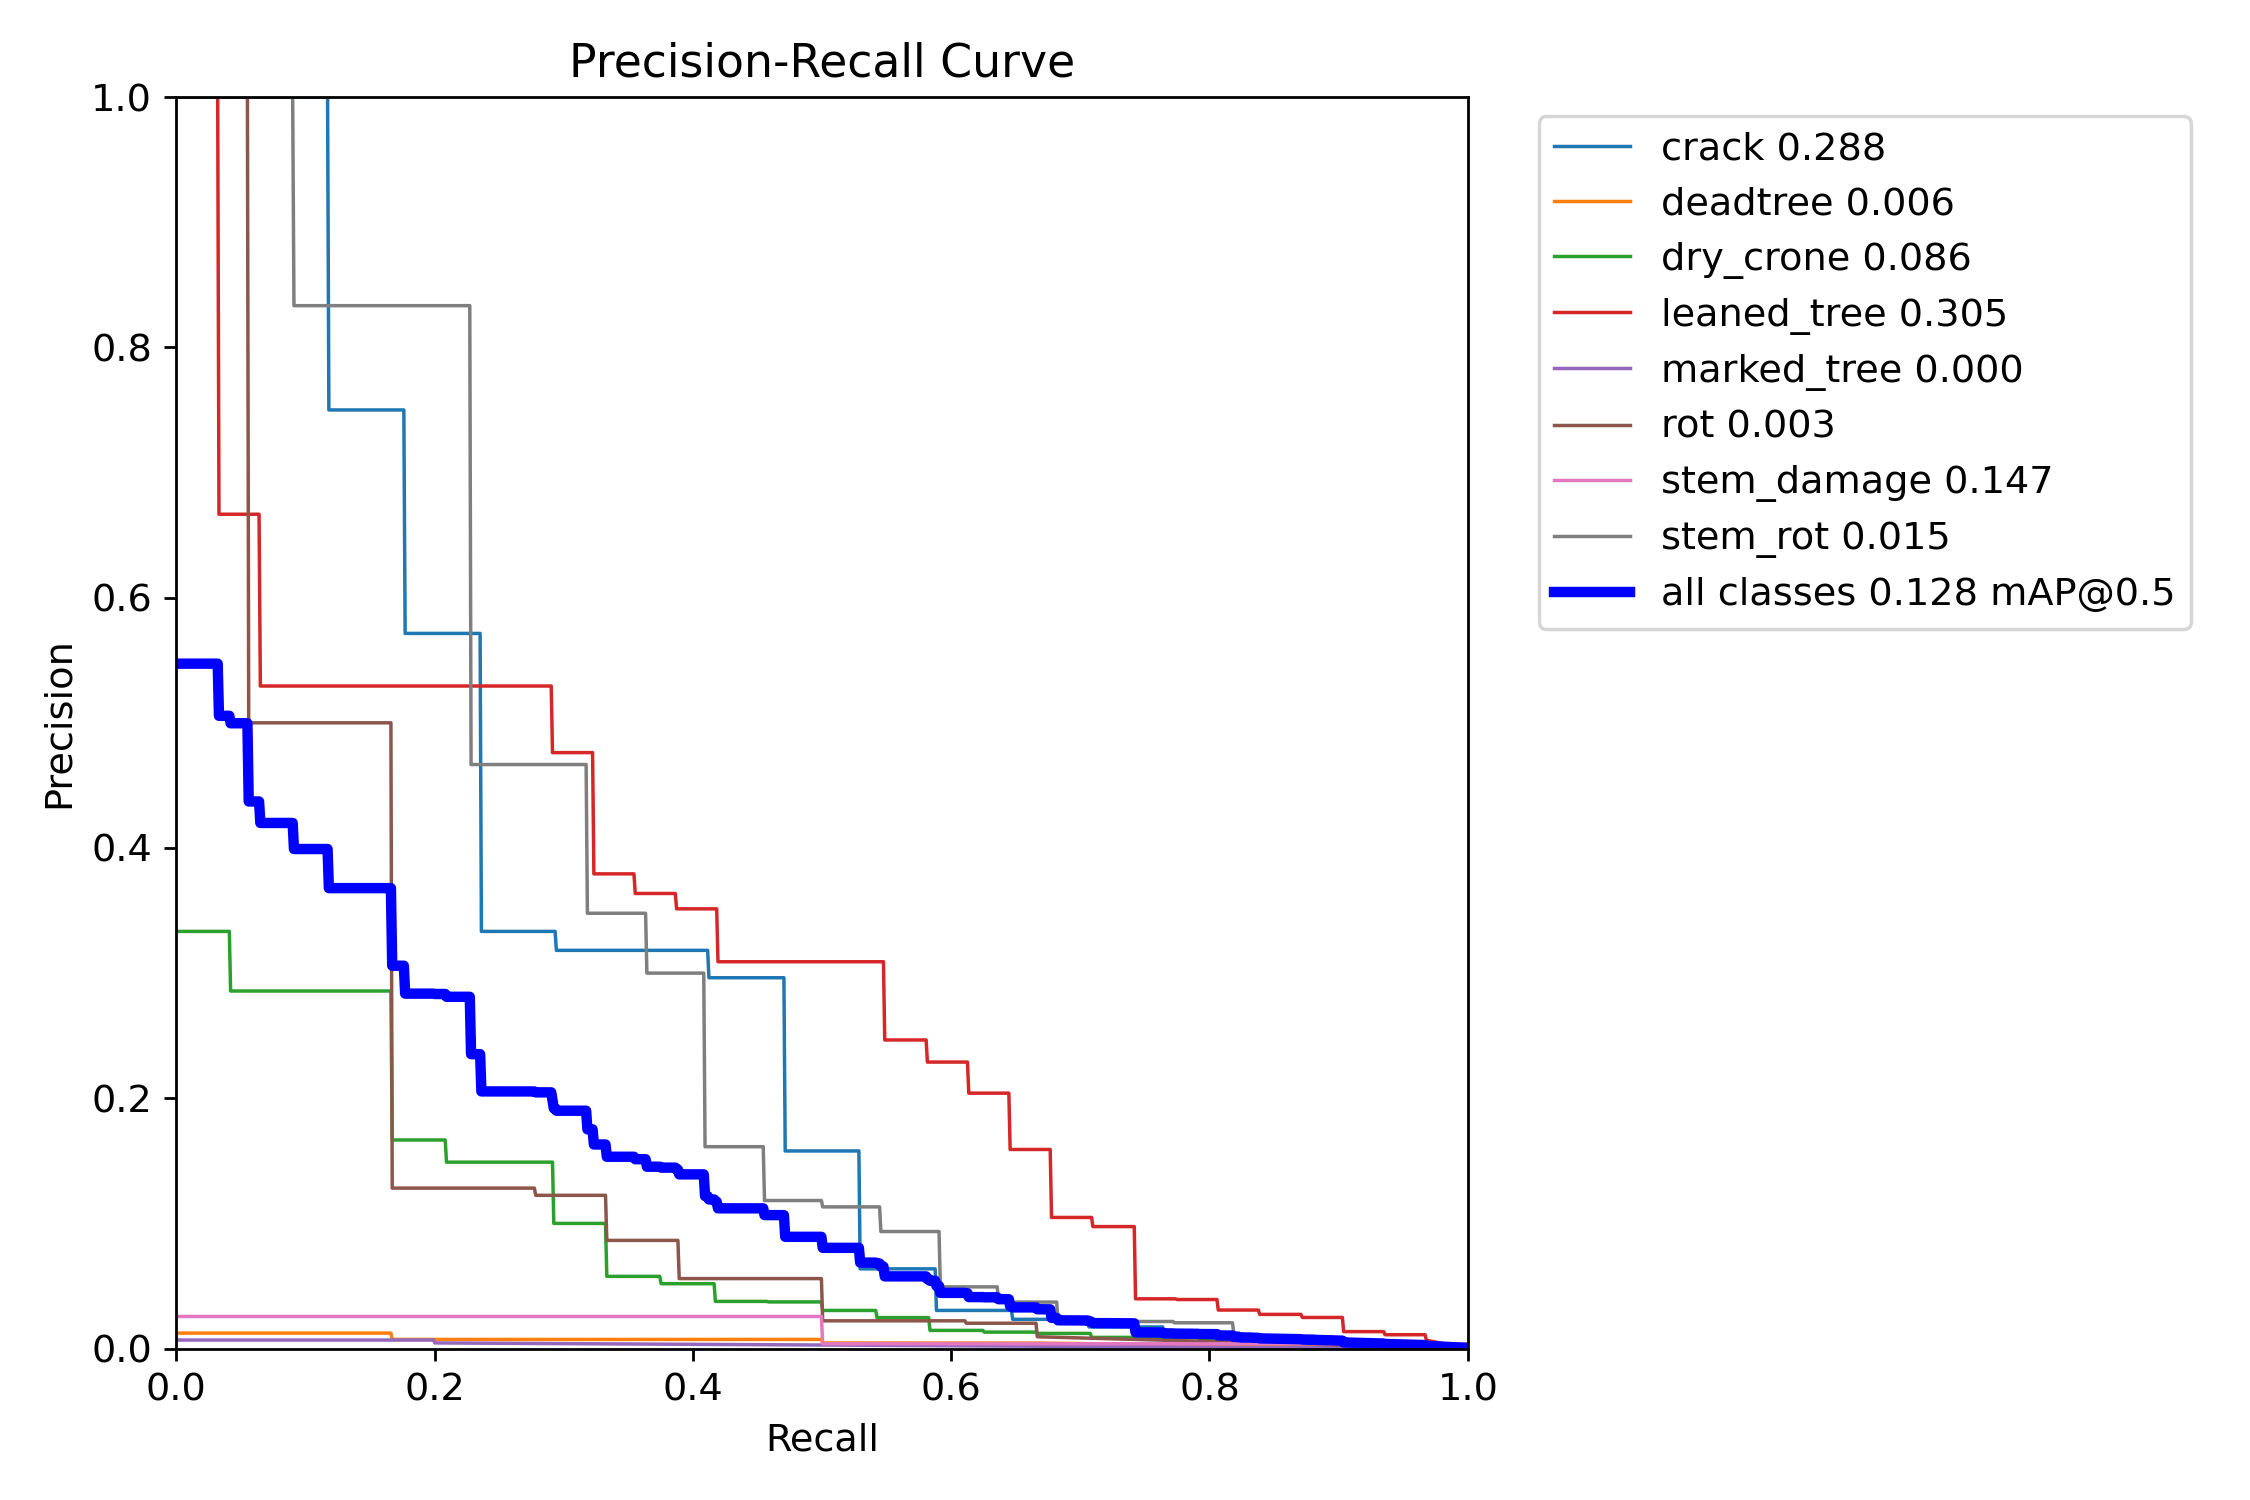 Precision-Recall Curve
1.0
0.8
0.6
0.4
0.2
0.0
Precision
0.0 0.2 0.4 0.6 0.8 1.0
Recall
crack 0.288
deadtree 0.006
dry_crone 0.086
leaned_tree 0.305
marked_tree 0.000
rot 0.003
stem_damage 0.147
stem_rot 0.015
all classes 0.128 mAP@0.5